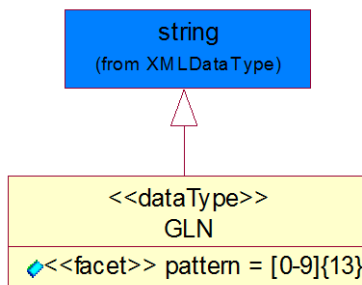 string
(from XMLDataType)
<<dataType>>
GLN
<<facet>> pattern = [0-9]{13}